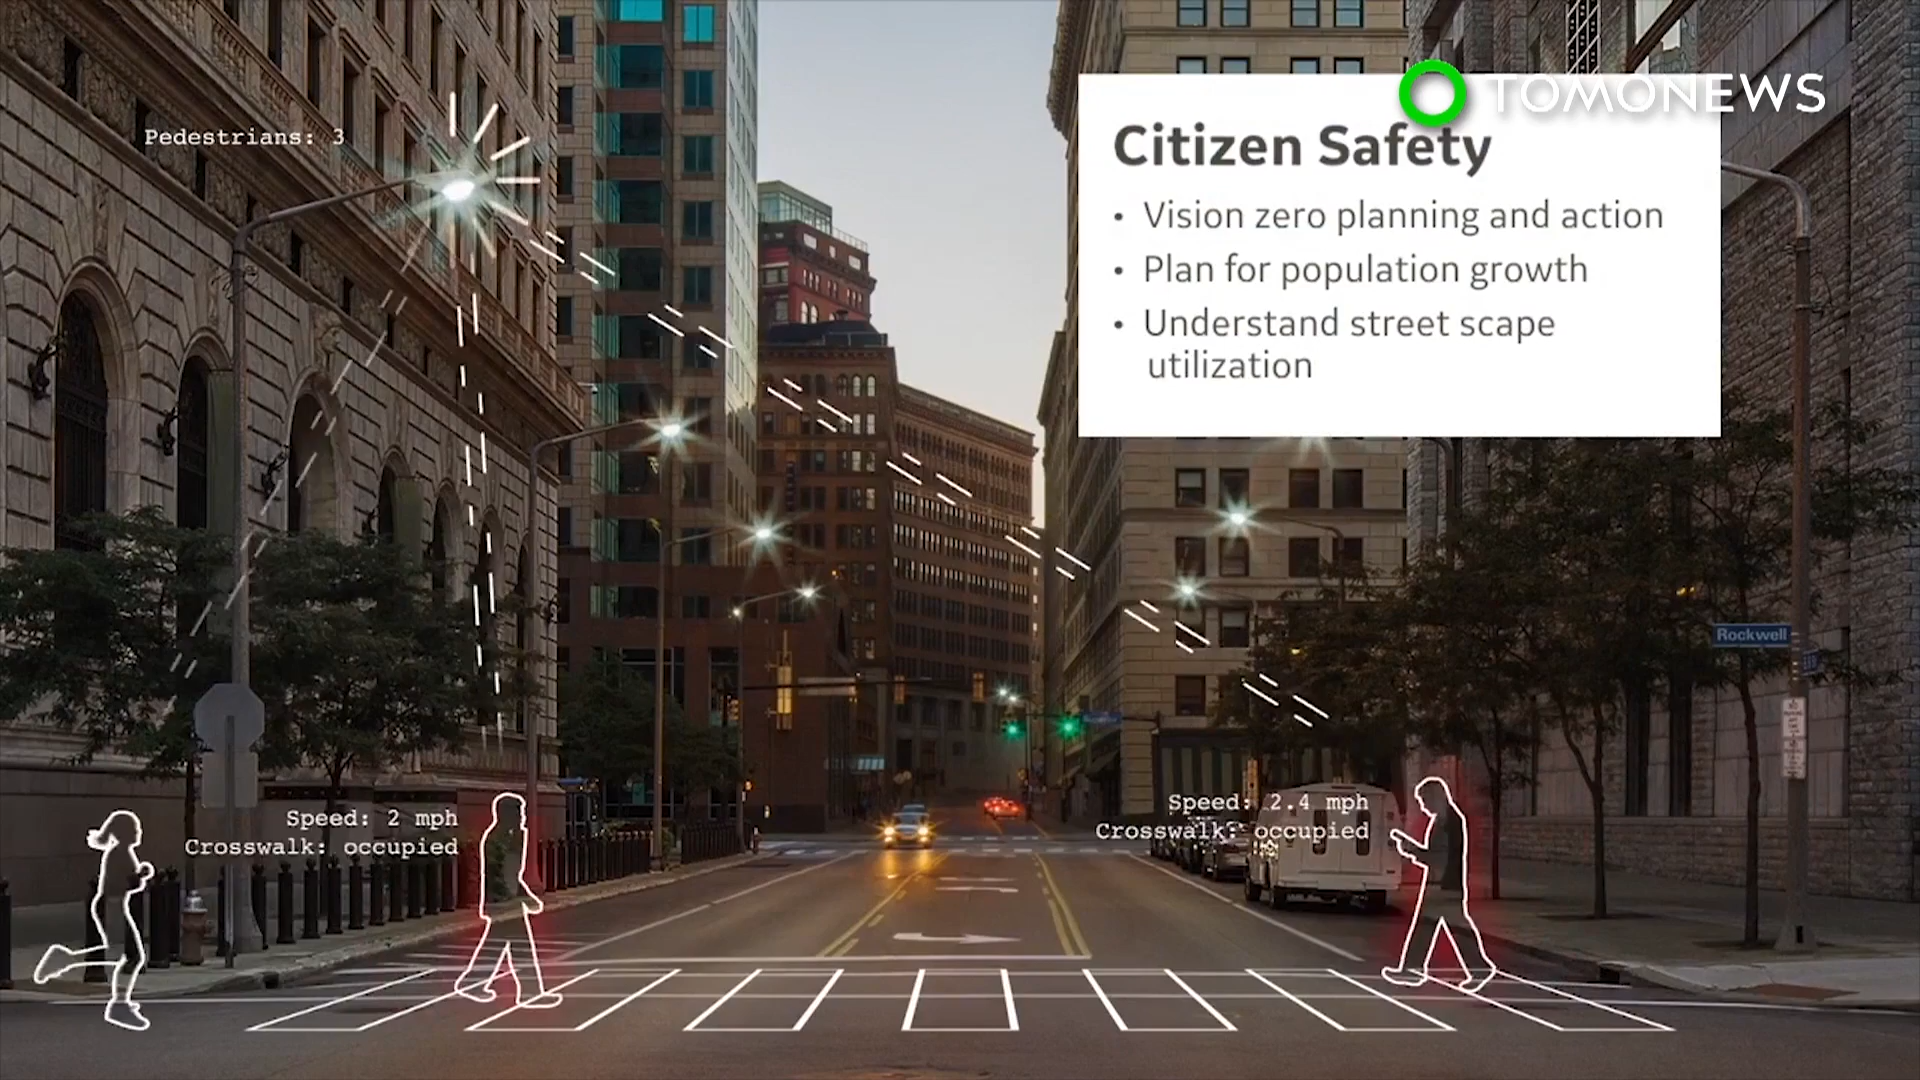 TOMONEWS
Pedestrians: 3
Citizen Safety
• Vision zero planning and action
• Plan for population growth
• Understand street scape
utilization
Rockwell
Speed: 2 mph
Crosswalk: occupied
Speed: 2.4 mph
Crosswalk: occupied